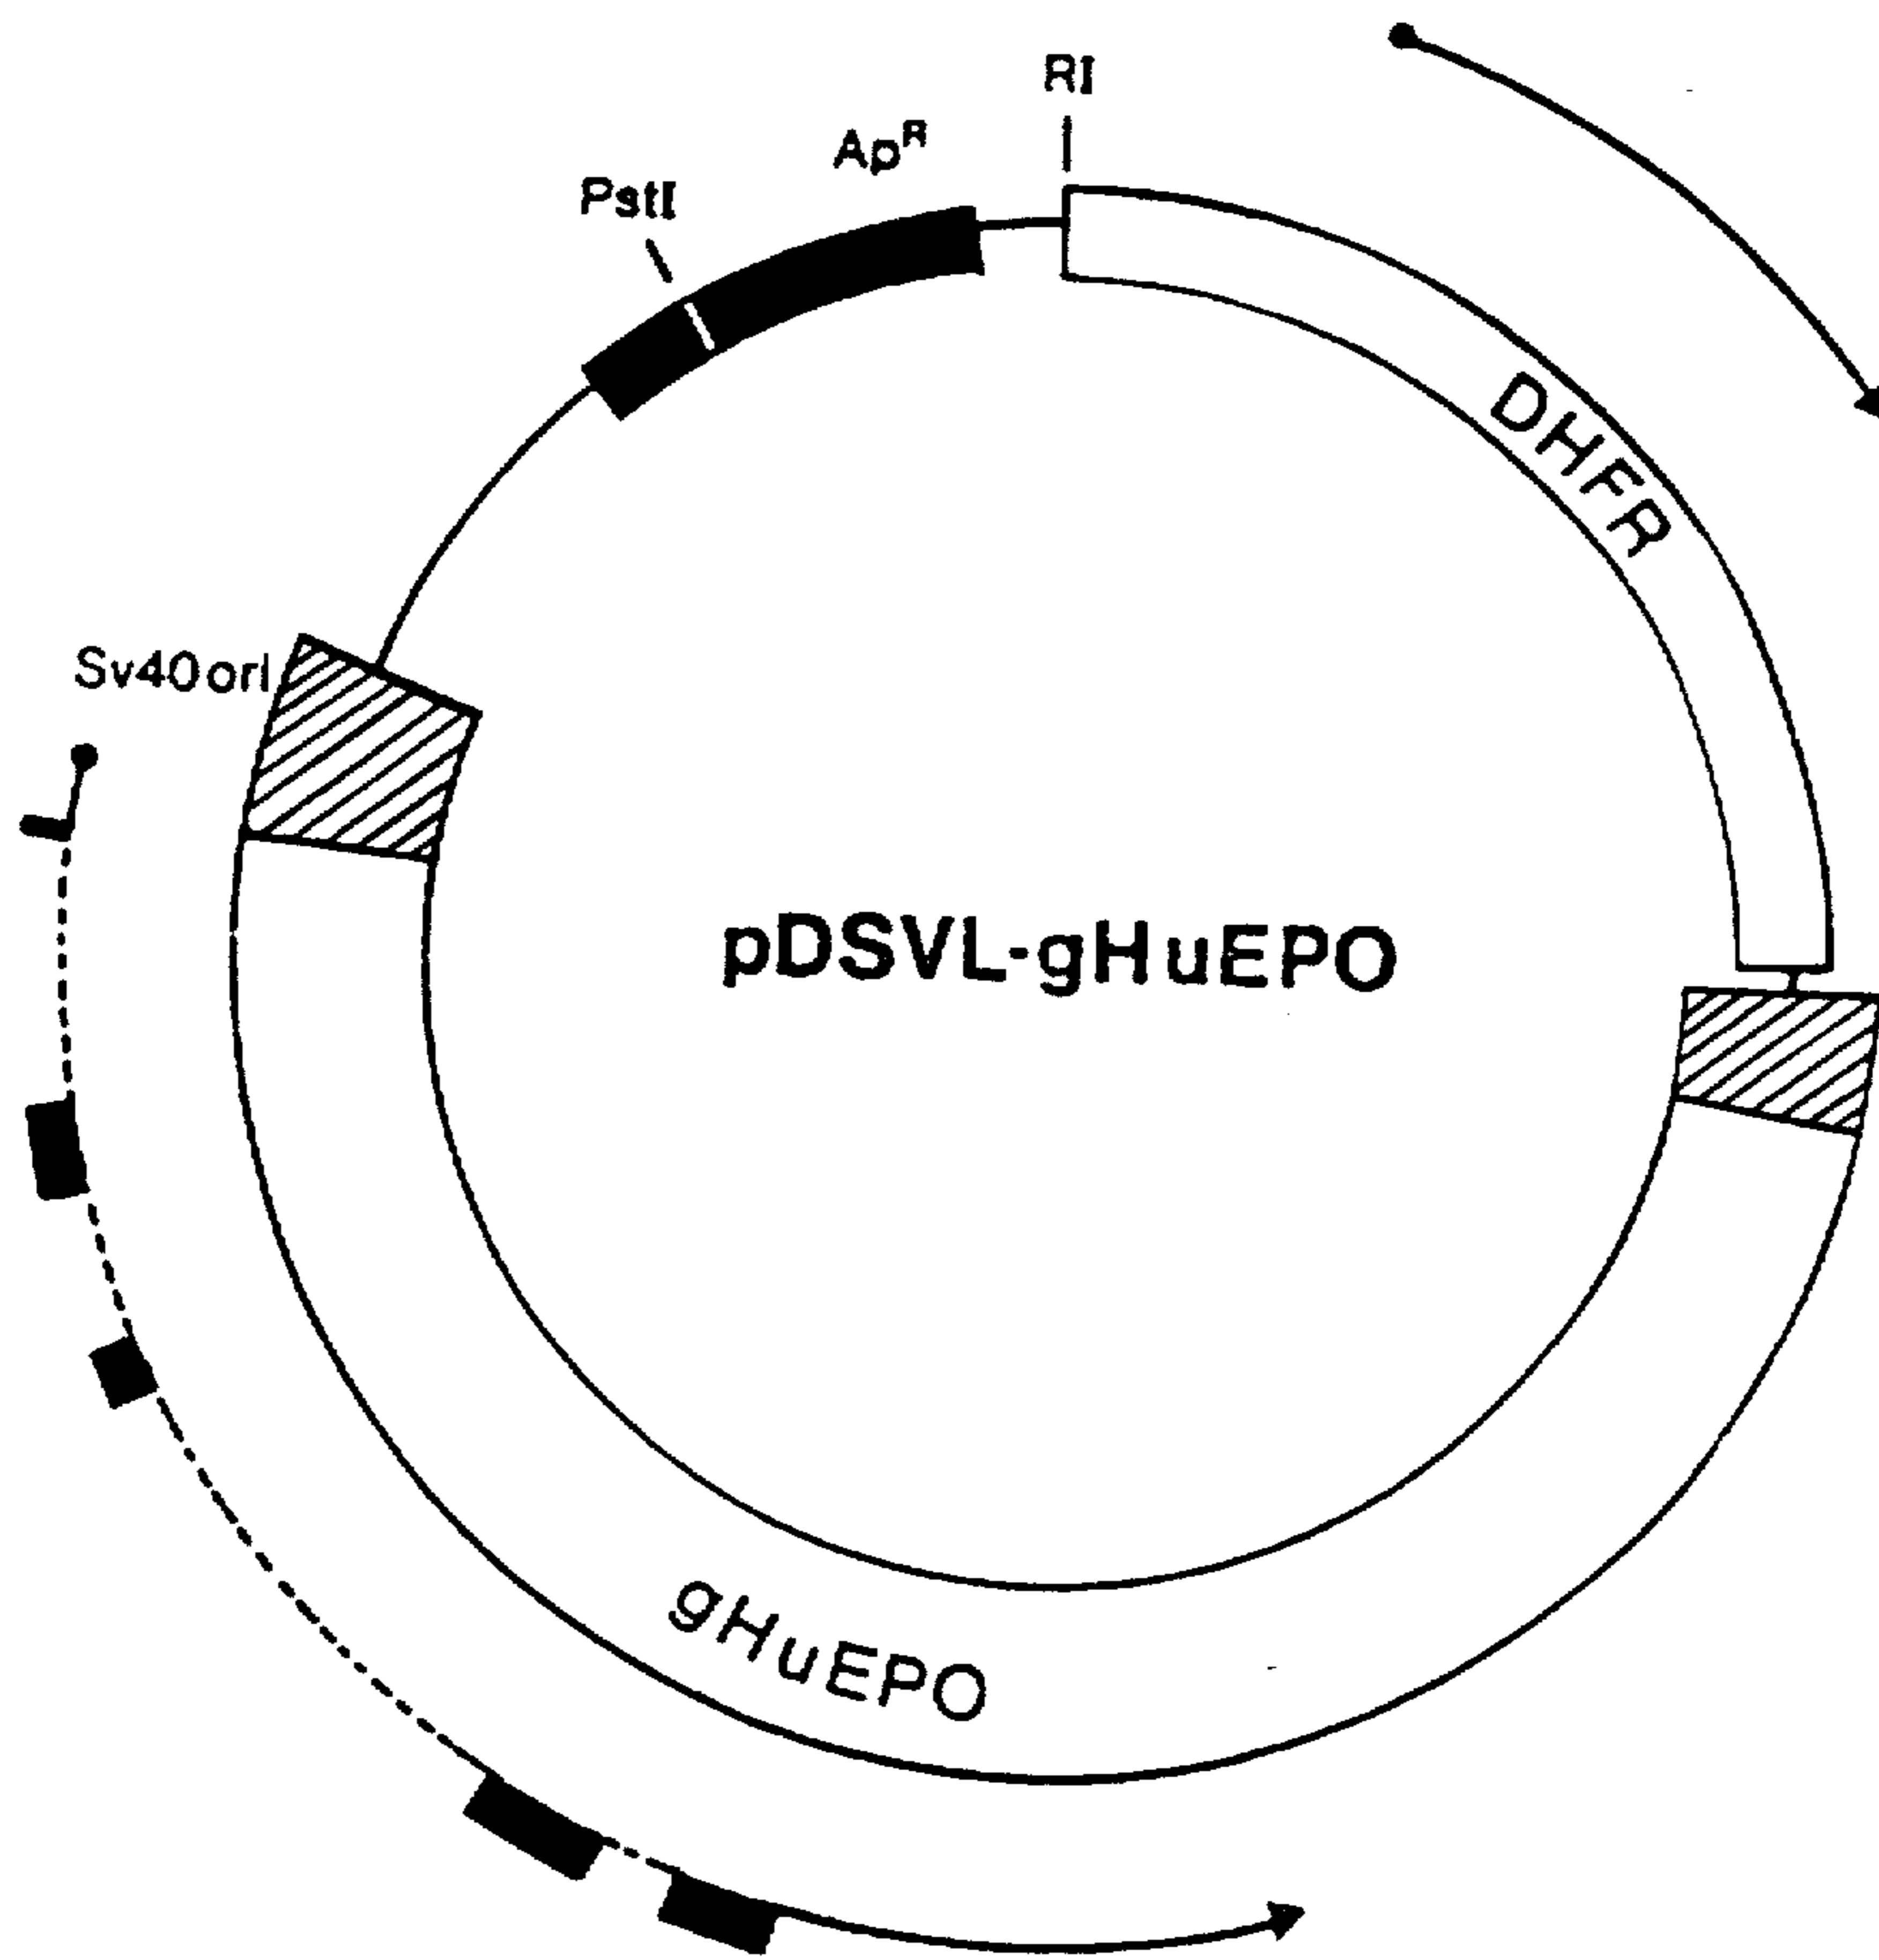 RI
Ap^R
PstI
DHFR
Sv40ori
pDSVL-gHuEPO
gHuEPO